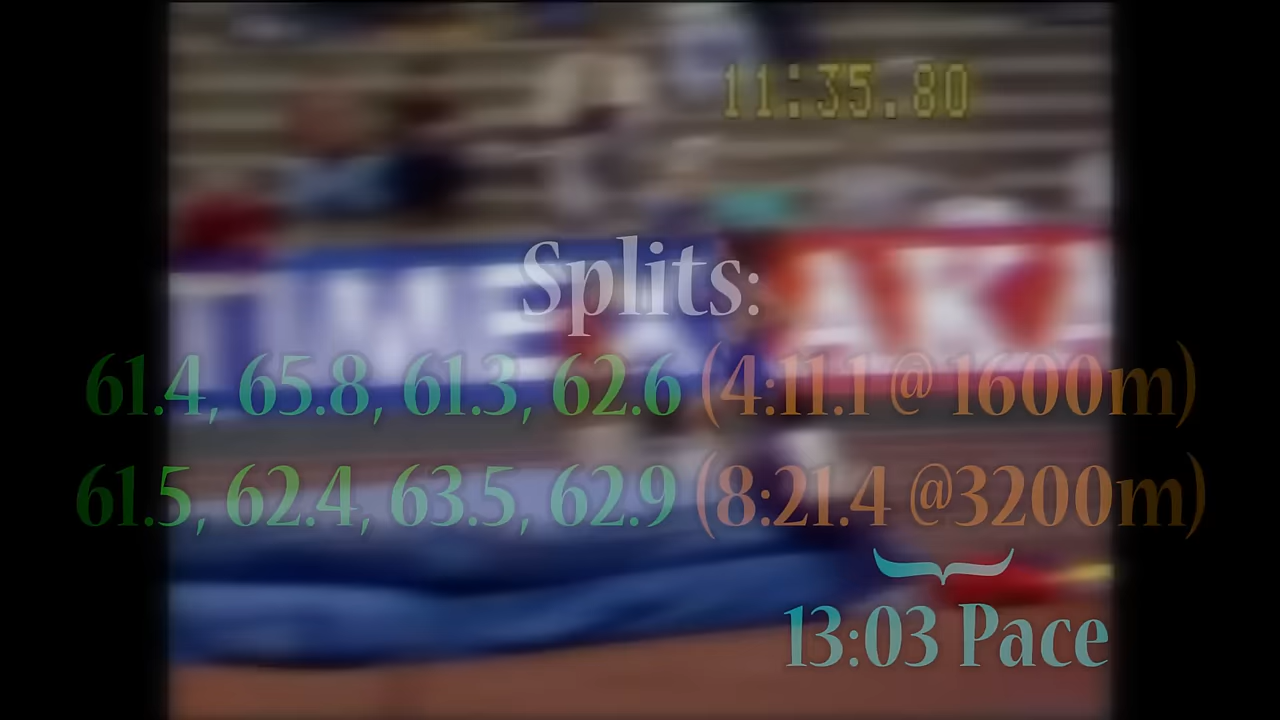 11:35.80
Splits:
61.4, 65.8, 61.3, 62.6 (4:11.1 @ 1600m)
61.5, 62.4, 63.5, 62.9 (8:21.4 @3200m)
13:03 Pace